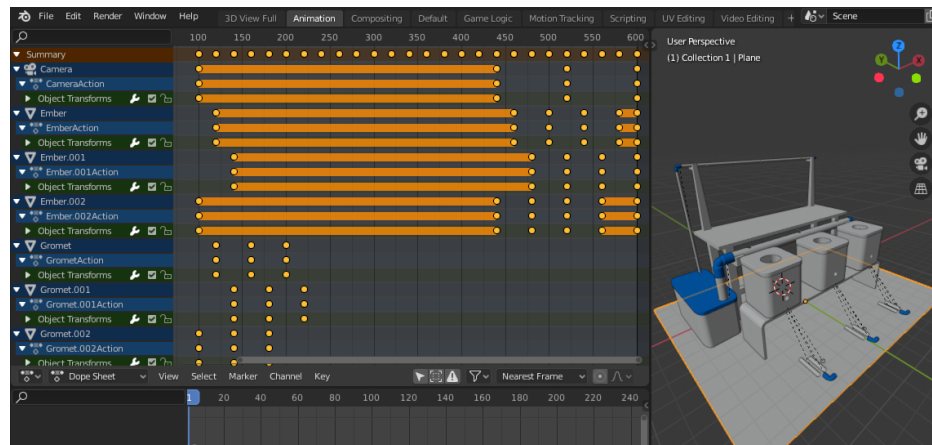 File Edit Render Window Help 3D View Full Animation Compositing Default Game Logic Motion Tracking Scripting UV Editing Video Editing + Scene
100 150 200 250 300 350 400 450 500 550 600
Summary
Camera
CameraAction
Object Transforms
Ember
EmberAction
Object Transforms
Ember.001
Ember.001Action
Object Transforms
Ember.002
Ember.002Action
Object Transforms
Gromet
GrometAction
Object Transforms
Gromet.001
Gromet.001Action
Object Transforms
Gromet.002
Gromet.002Action
Object Transforms
Dope Sheet View Select Marker Channel Key Nearest Frame
1 20 40 60 80 100 120 140 160 180 200 220 240
User Perspective
(1) Collection 1 | Plane
Z
Y
X